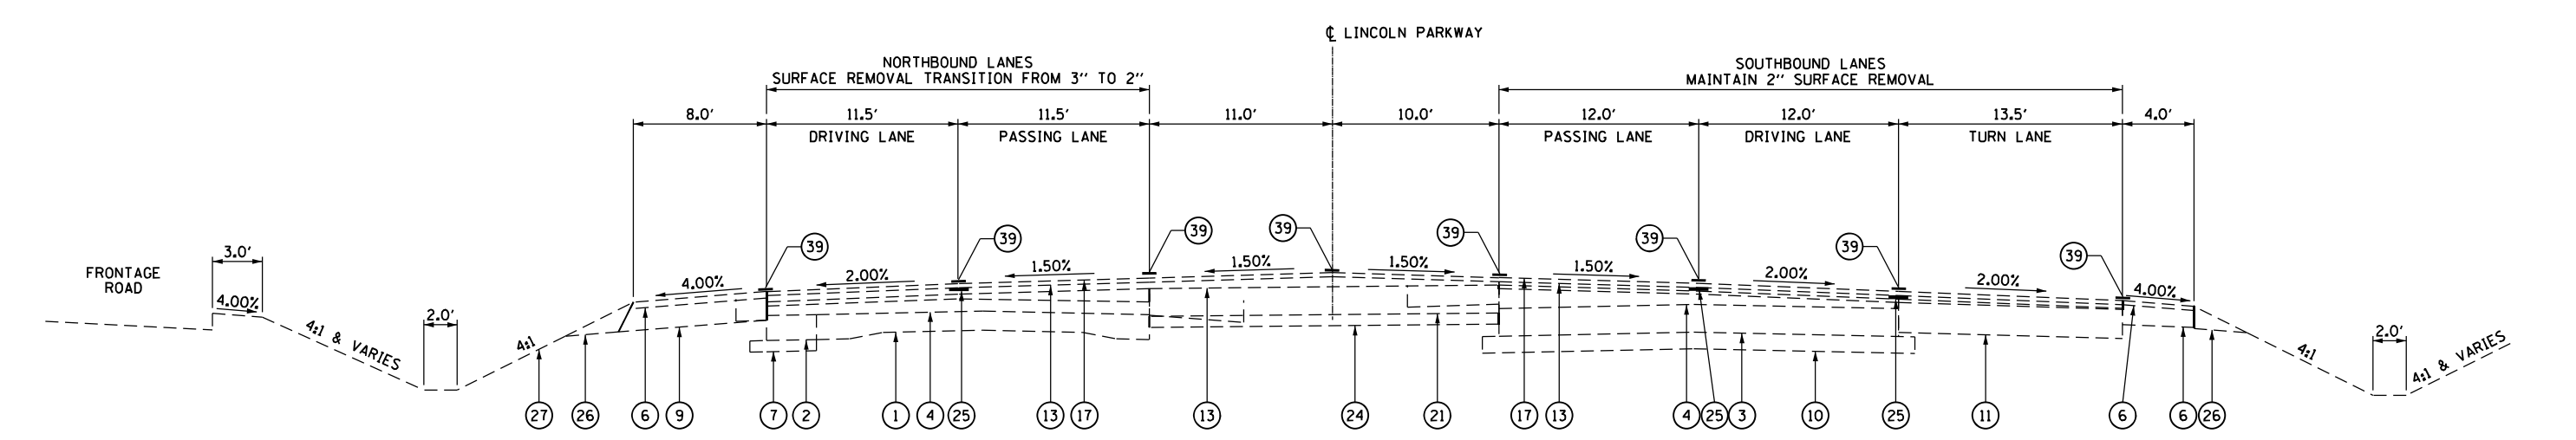 ℄ LINCOLN PARKWAY
NORTHBOUND LANES
SURFACE REMOVAL TRANSITION FROM 3'' TO 2''
SOUTHBOUND LANES
MAINTAIN 2'' SURFACE REMOVAL
8.0' 11.5' 11.5' 11.0' 10.0' 12.0' 12.0' 13.5' 4.0'
DRIVING LANE PASSING LANE PASSING LANE DRIVING LANE TURN LANE
39 39 39 39 39 39 39 39
3.0'
FRONTAGE
ROAD
4.00% 4.00% 2.00% 1.50% 1.50% 1.50% 1.50% 2.00% 2.00% 4.00%
2.0' 2.0'
4:1 & VARIES 4:1 4:1 4:1 & VARIES
27 26 6 9 7 2 1 4 25 13 17 13 24 21 17 13 4 25 3 10 25 11 6 6 26